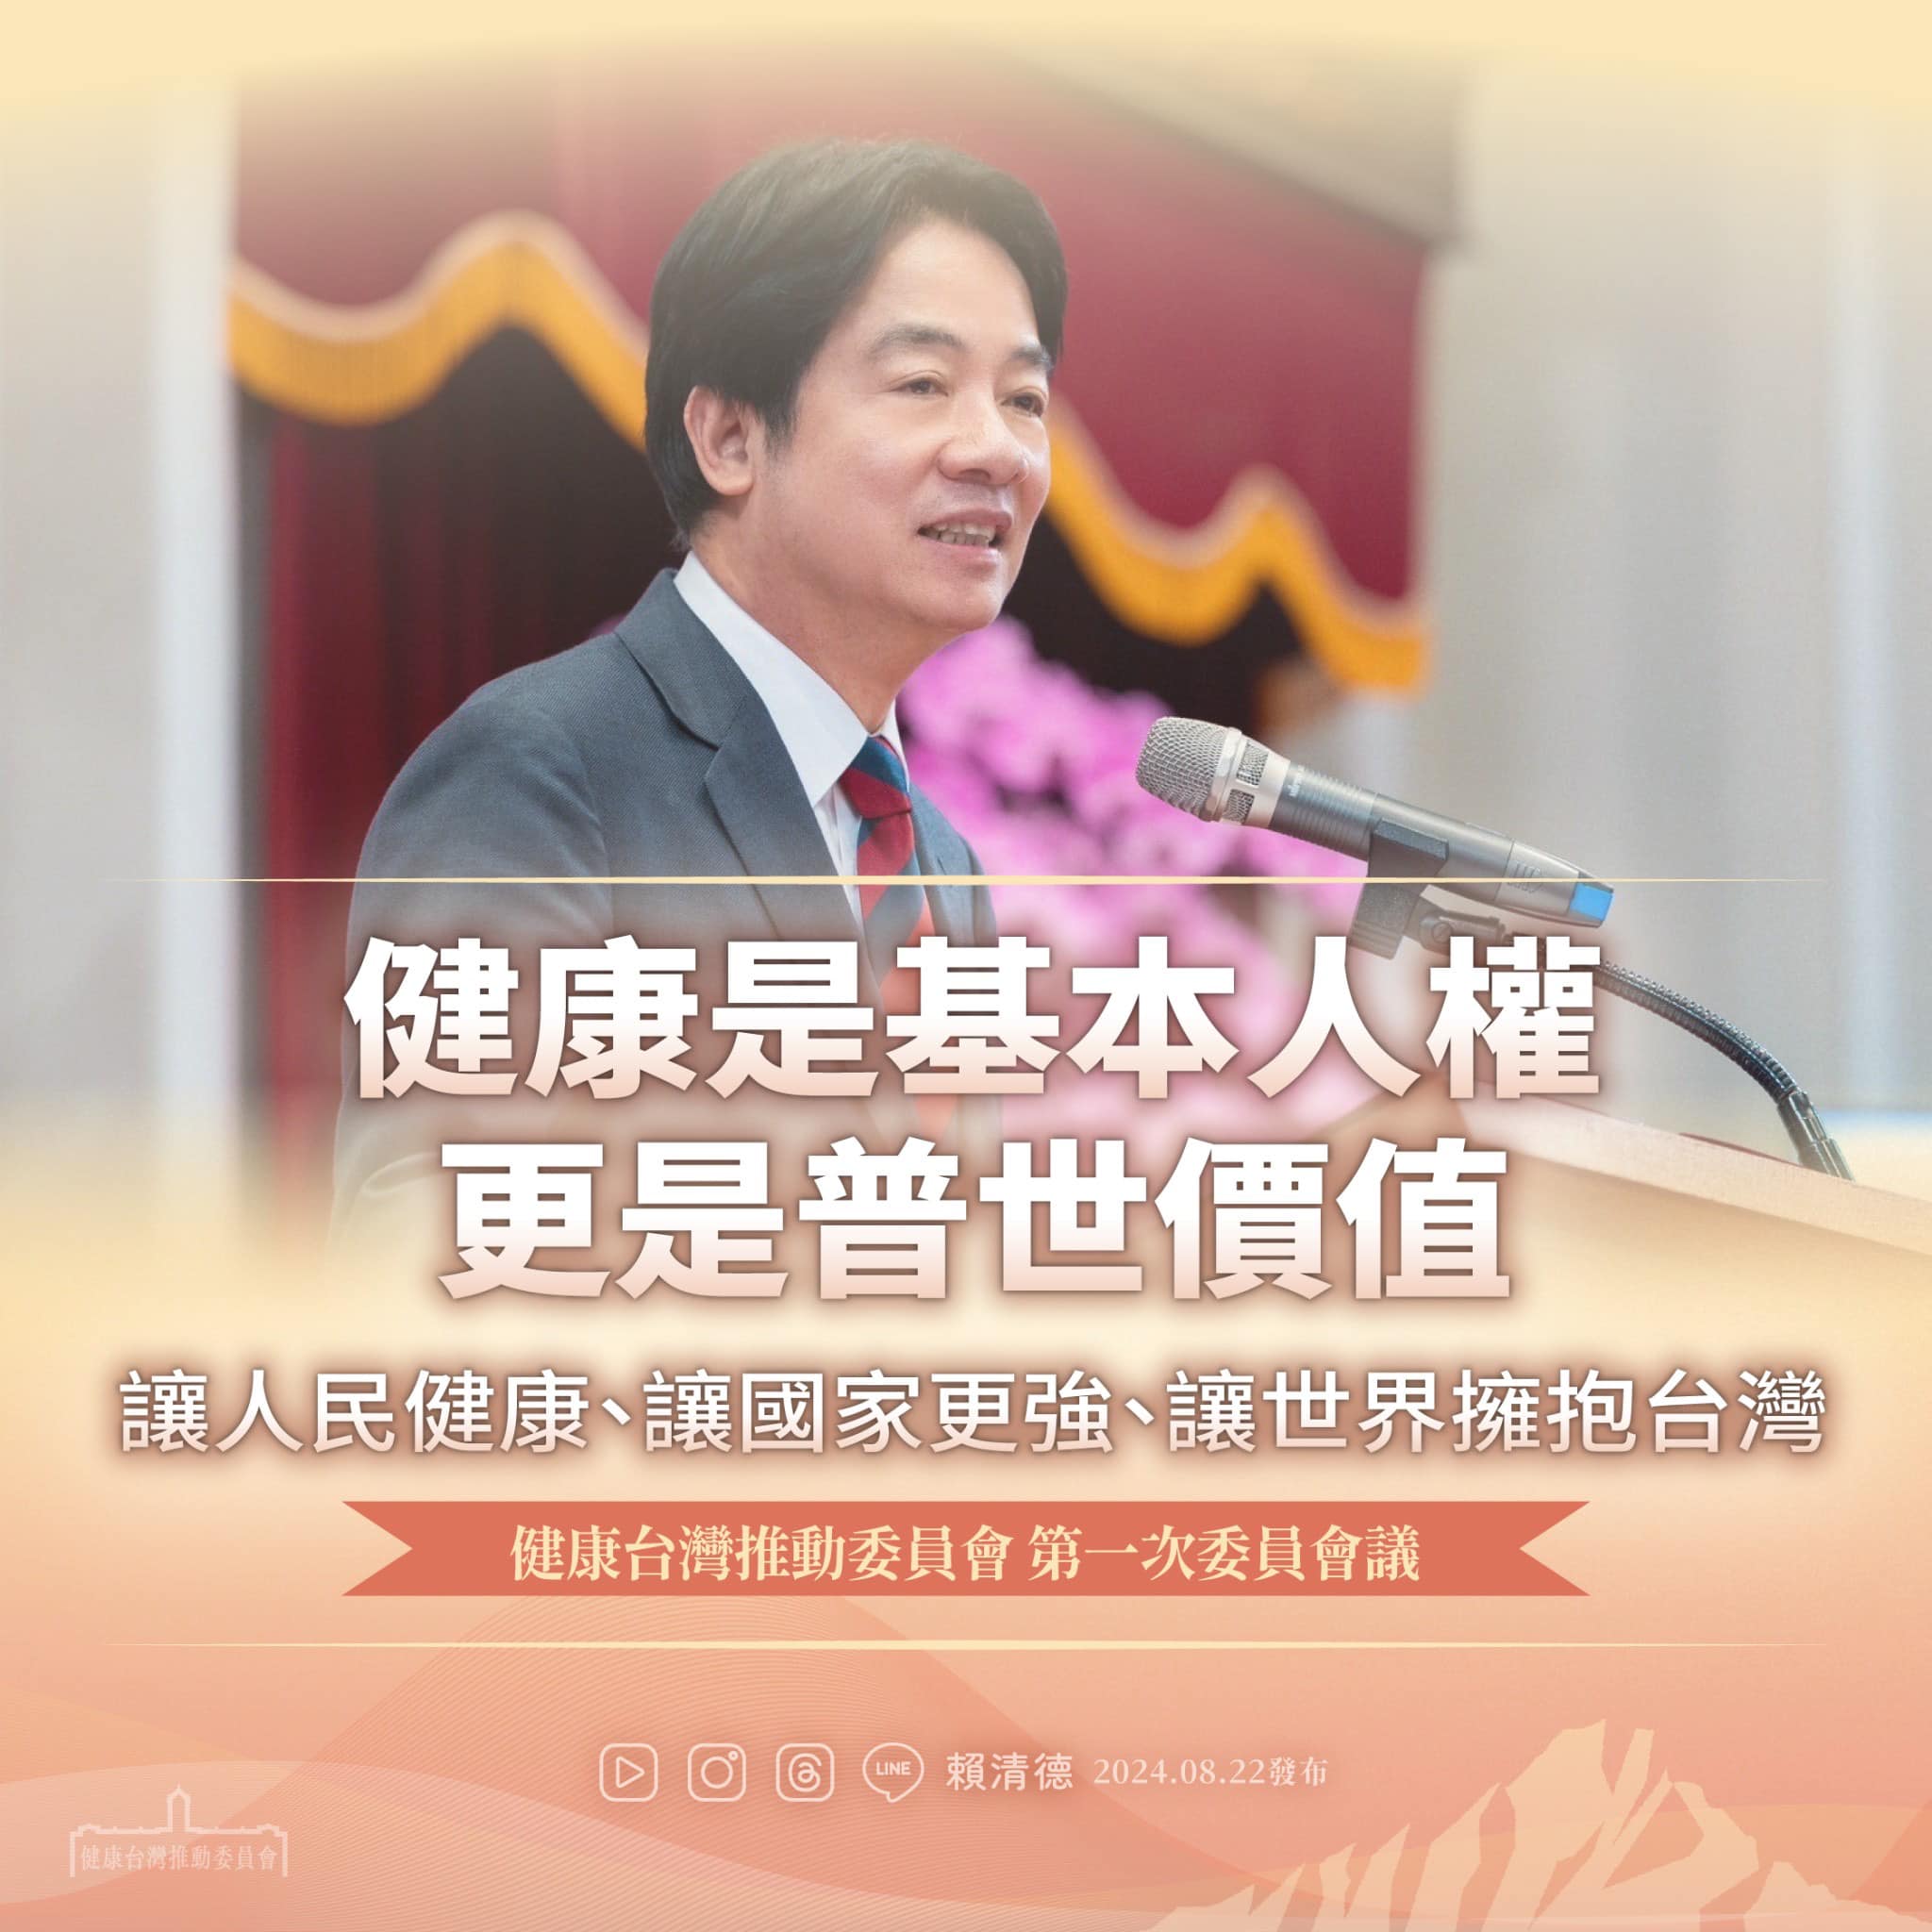 健康是基本人權
更是普世價值
讓人民健康、讓國家更強、讓世界擁抱台灣
健康台灣推動委員會 第一次委員會議
LINE 賴清德 2024.08.22發布
健康台灣推動委員會